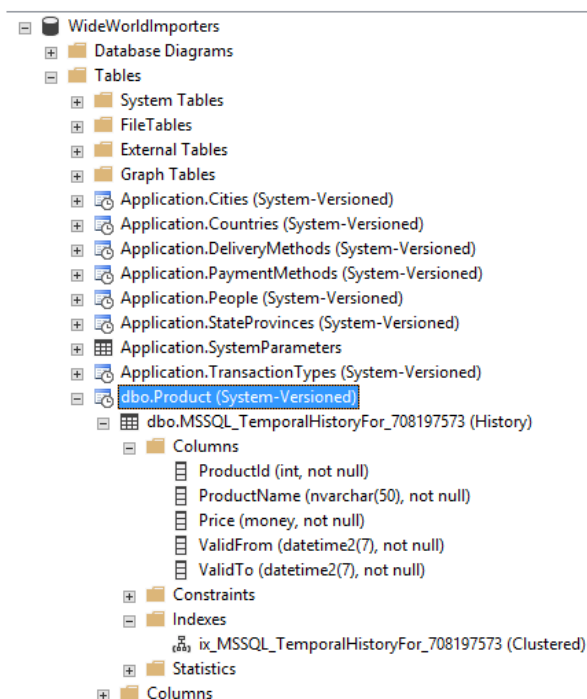 WideWorldImporters
Database Diagrams
Tables
System Tables
FileTables
External Tables
Graph Tables
Application.Cities (System-Versioned)
Application.Countries (System-Versioned)
Application.DeliveryMethods (System-Versioned)
Application.PaymentMethods (System-Versioned)
Application.People (System-Versioned)
Application.StateProvinces (System-Versioned)
Application.SystemParameters
Application.TransactionTypes (System-Versioned)
dbo.Product (System-Versioned)
dbo.MSSQL_TemporalHistoryFor_708197573 (History)
Columns
ProductId (int, not null)
ProductName (nvarchar(50), not null)
Price (money, not null)
ValidFrom (datetime2(7), not null)
ValidTo (datetime2(7), not null)
Constraints
Indexes
ix_MSSQL_TemporalHistoryFor_708197573 (Clustered)
Statistics
Columns